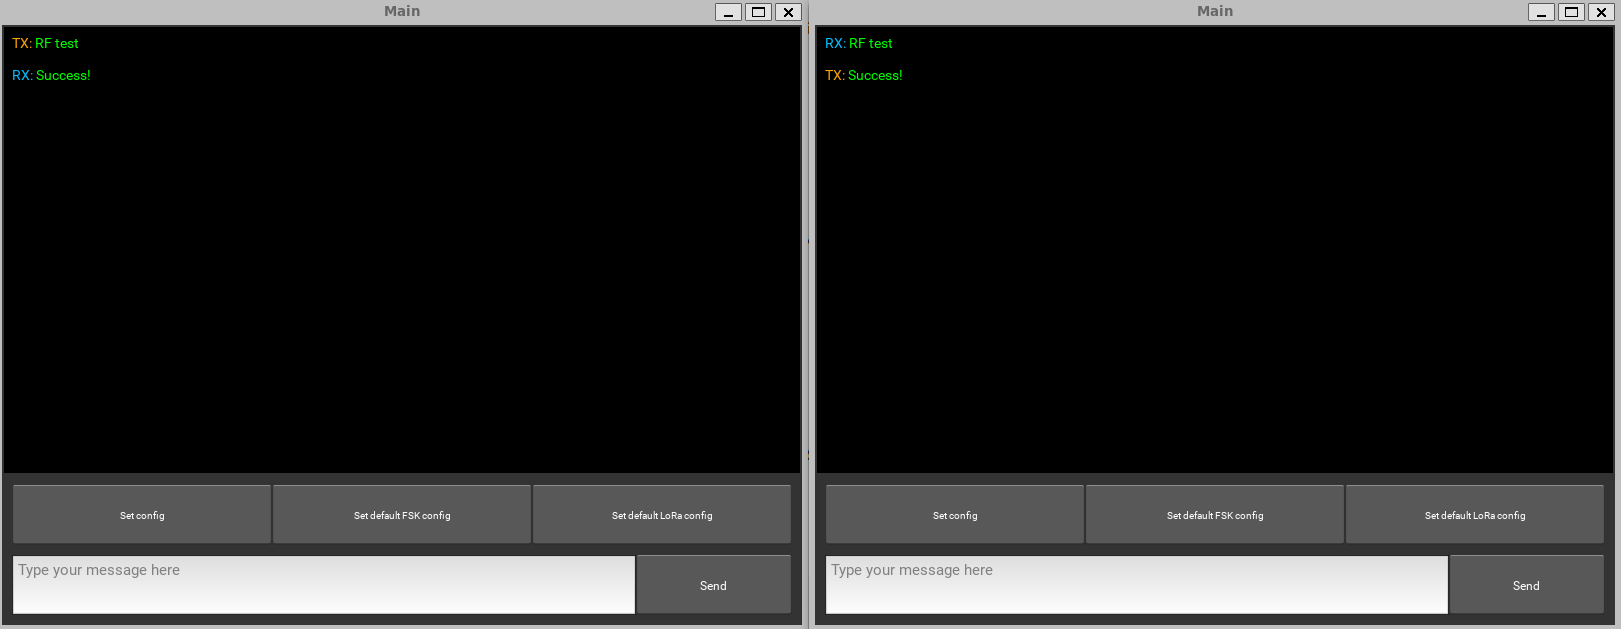 Main
TX: RF test
RX: Success!
Set config
Set default FSK config
Set default LoRa config
Type your message here
Send
Main
RX: RF test
TX: Success!
Set config
Set default FSK config
Set default LoRa config
Type your message here
Send